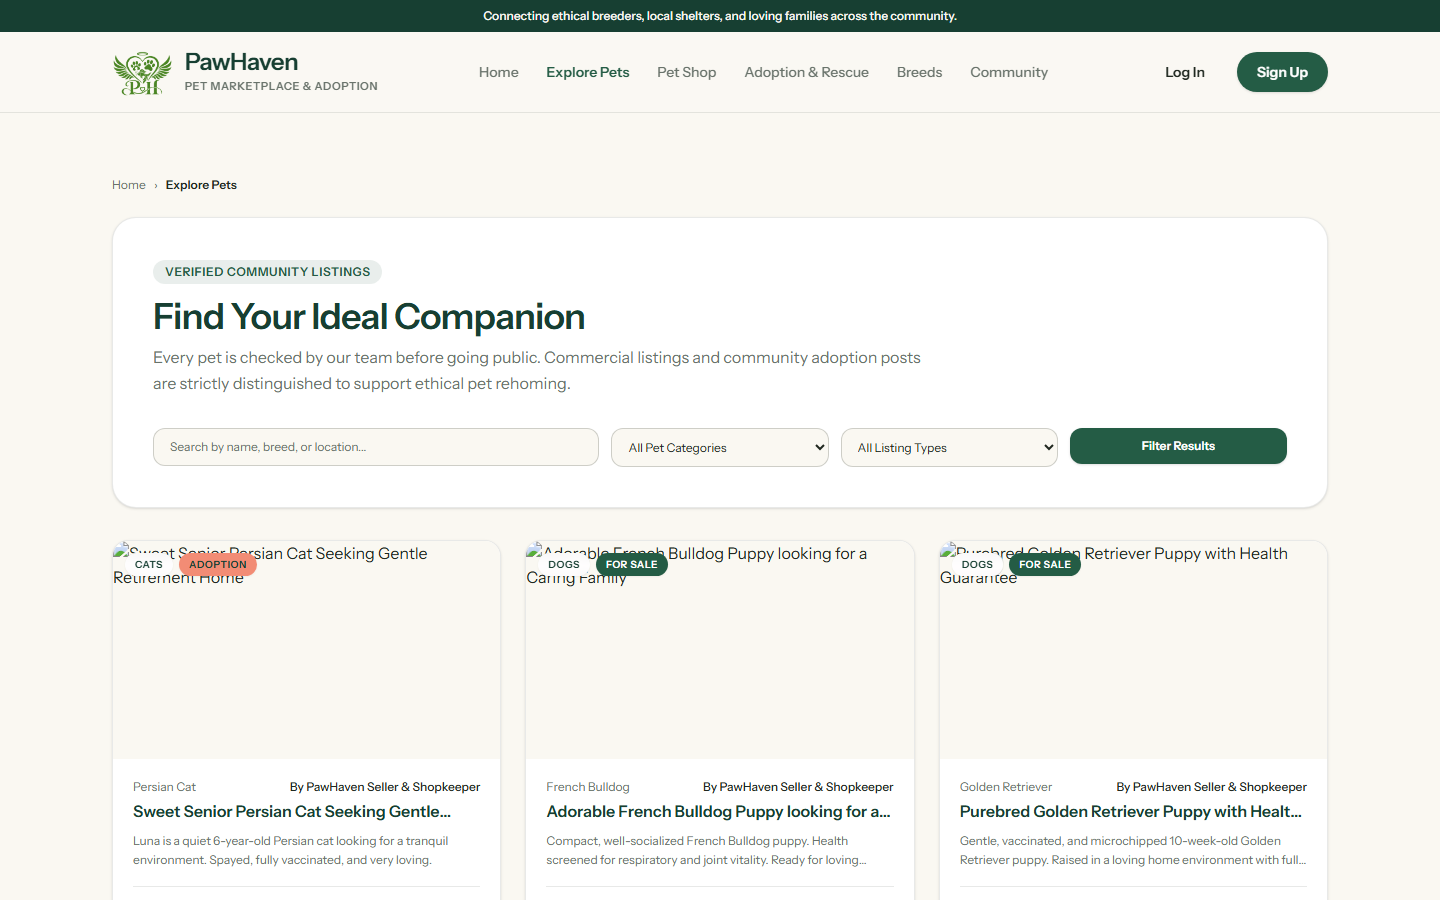 Connecting ethical breeders, local shelters, and loving families across the community.
PawHaven
PET MARKETPLACE & ADOPTION
PH
Home
Explore Pets
Pet Shop
Adoption & Rescue
Breeds
Community
Log In
Sign Up
Home › Explore Pets
VERIFIED COMMUNITY LISTINGS
Find Your Ideal Companion
Every pet is checked by our team before going public. Commercial listings and community adoption posts
are strictly distinguished to support ethical pet rehoming.
Search by name, breed, or location...
All Pet Categories
All Listing Types
Filter Results
Sweet Senior Persian Cat Seeking Gentle
Retirement Home
CATS
ADOPTION
Persian Cat
By PawHaven Seller & Shopkeeper
Sweet Senior Persian Cat Seeking Gentle...
Luna is a quiet 6-year-old Persian cat looking for a tranquil
environment. Spayed, fully vaccinated, and very loving.
Adorable French Bulldog Puppy looking for a
Caring Family
DOGS
FOR SALE
French Bulldog
By PawHaven Seller & Shopkeeper
Adorable French Bulldog Puppy looking for a...
Compact, well-socialized French Bulldog puppy. Health
screened for respiratory and joint vitality. Ready for loving...
Purebred Golden Retriever Puppy with Health
Guarantee
DOGS
FOR SALE
Golden Retriever
By PawHaven Seller & Shopkeeper
Purebred Golden Retriever Puppy with Healt...
Gentle, vaccinated, and microchipped 10-week-old Golden
Retriever puppy. Raised in a loving home environment with full...